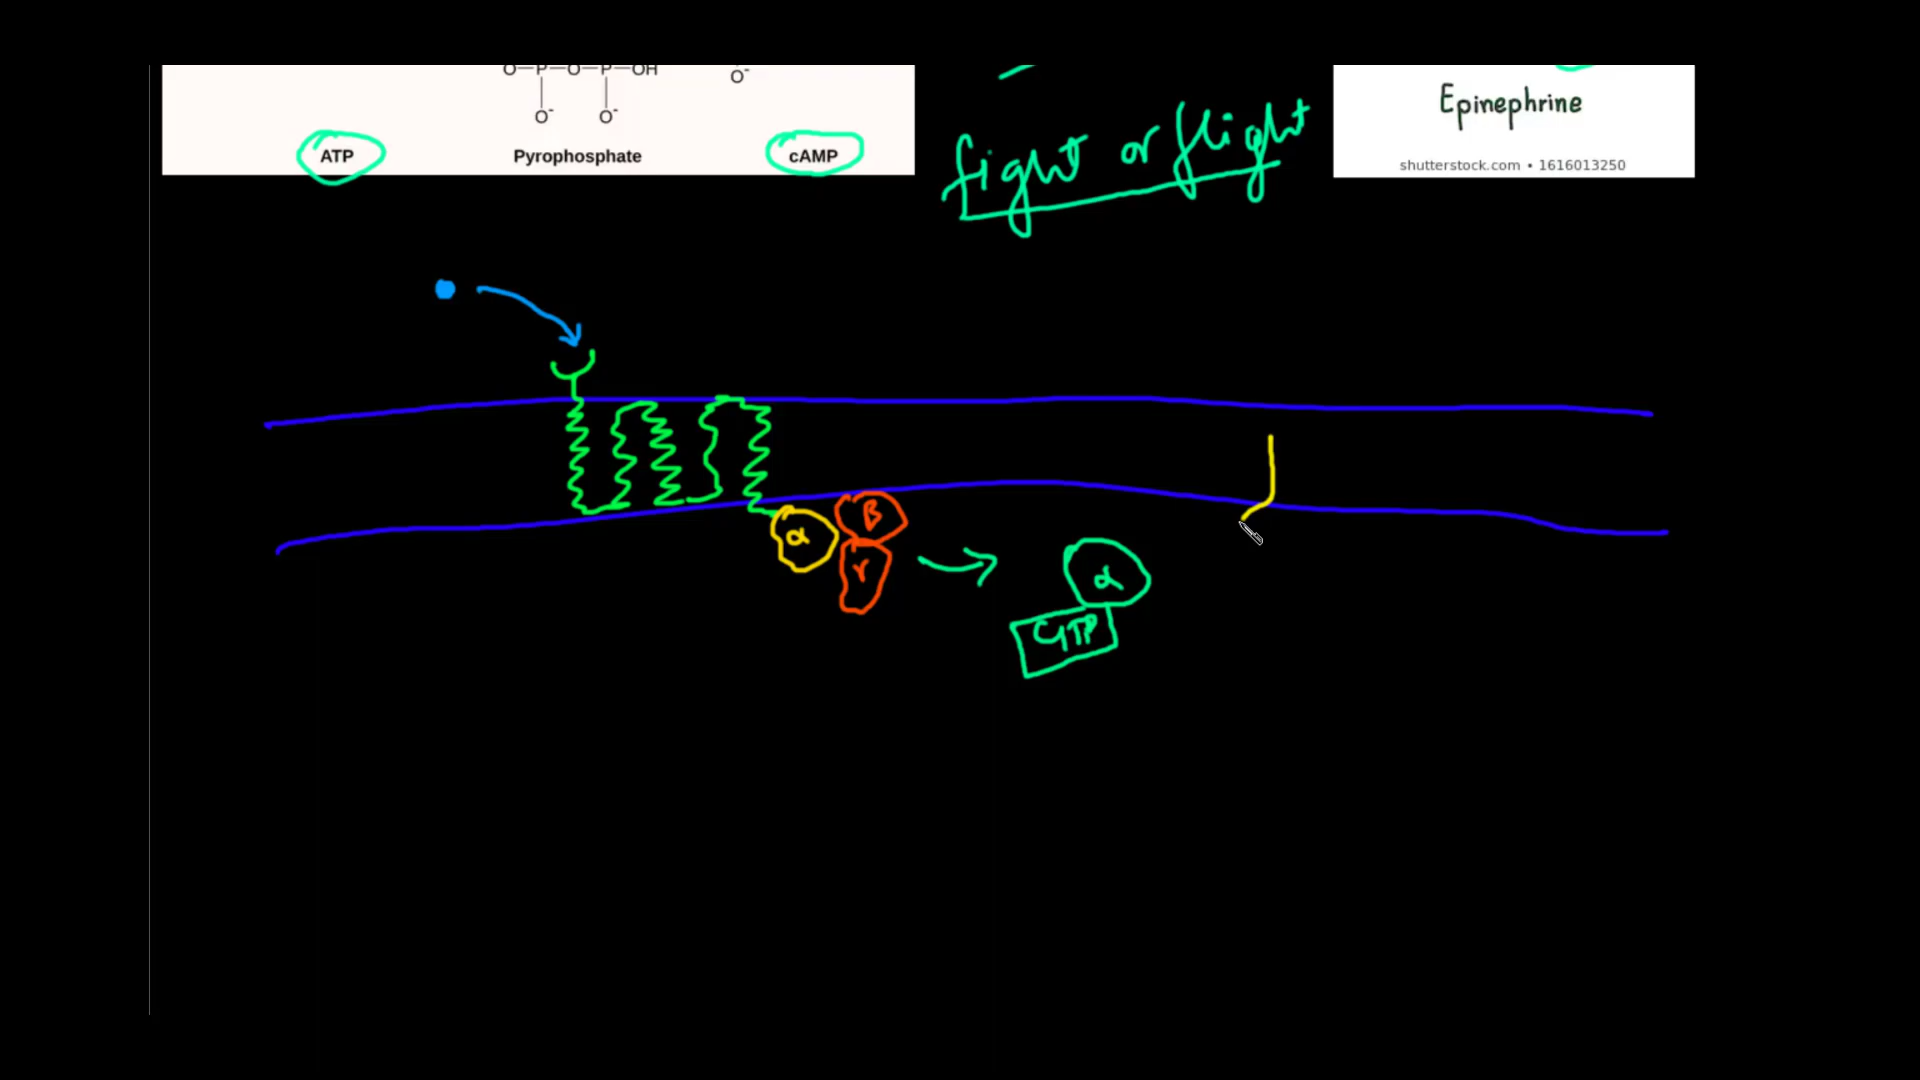 O—P—O—P—OH
O-
O- O-
ATP Pyrophosphate cAMP
fight or flight
Epinephrine
shutterstock.com • 1616013250
α B
γ
α
GTP